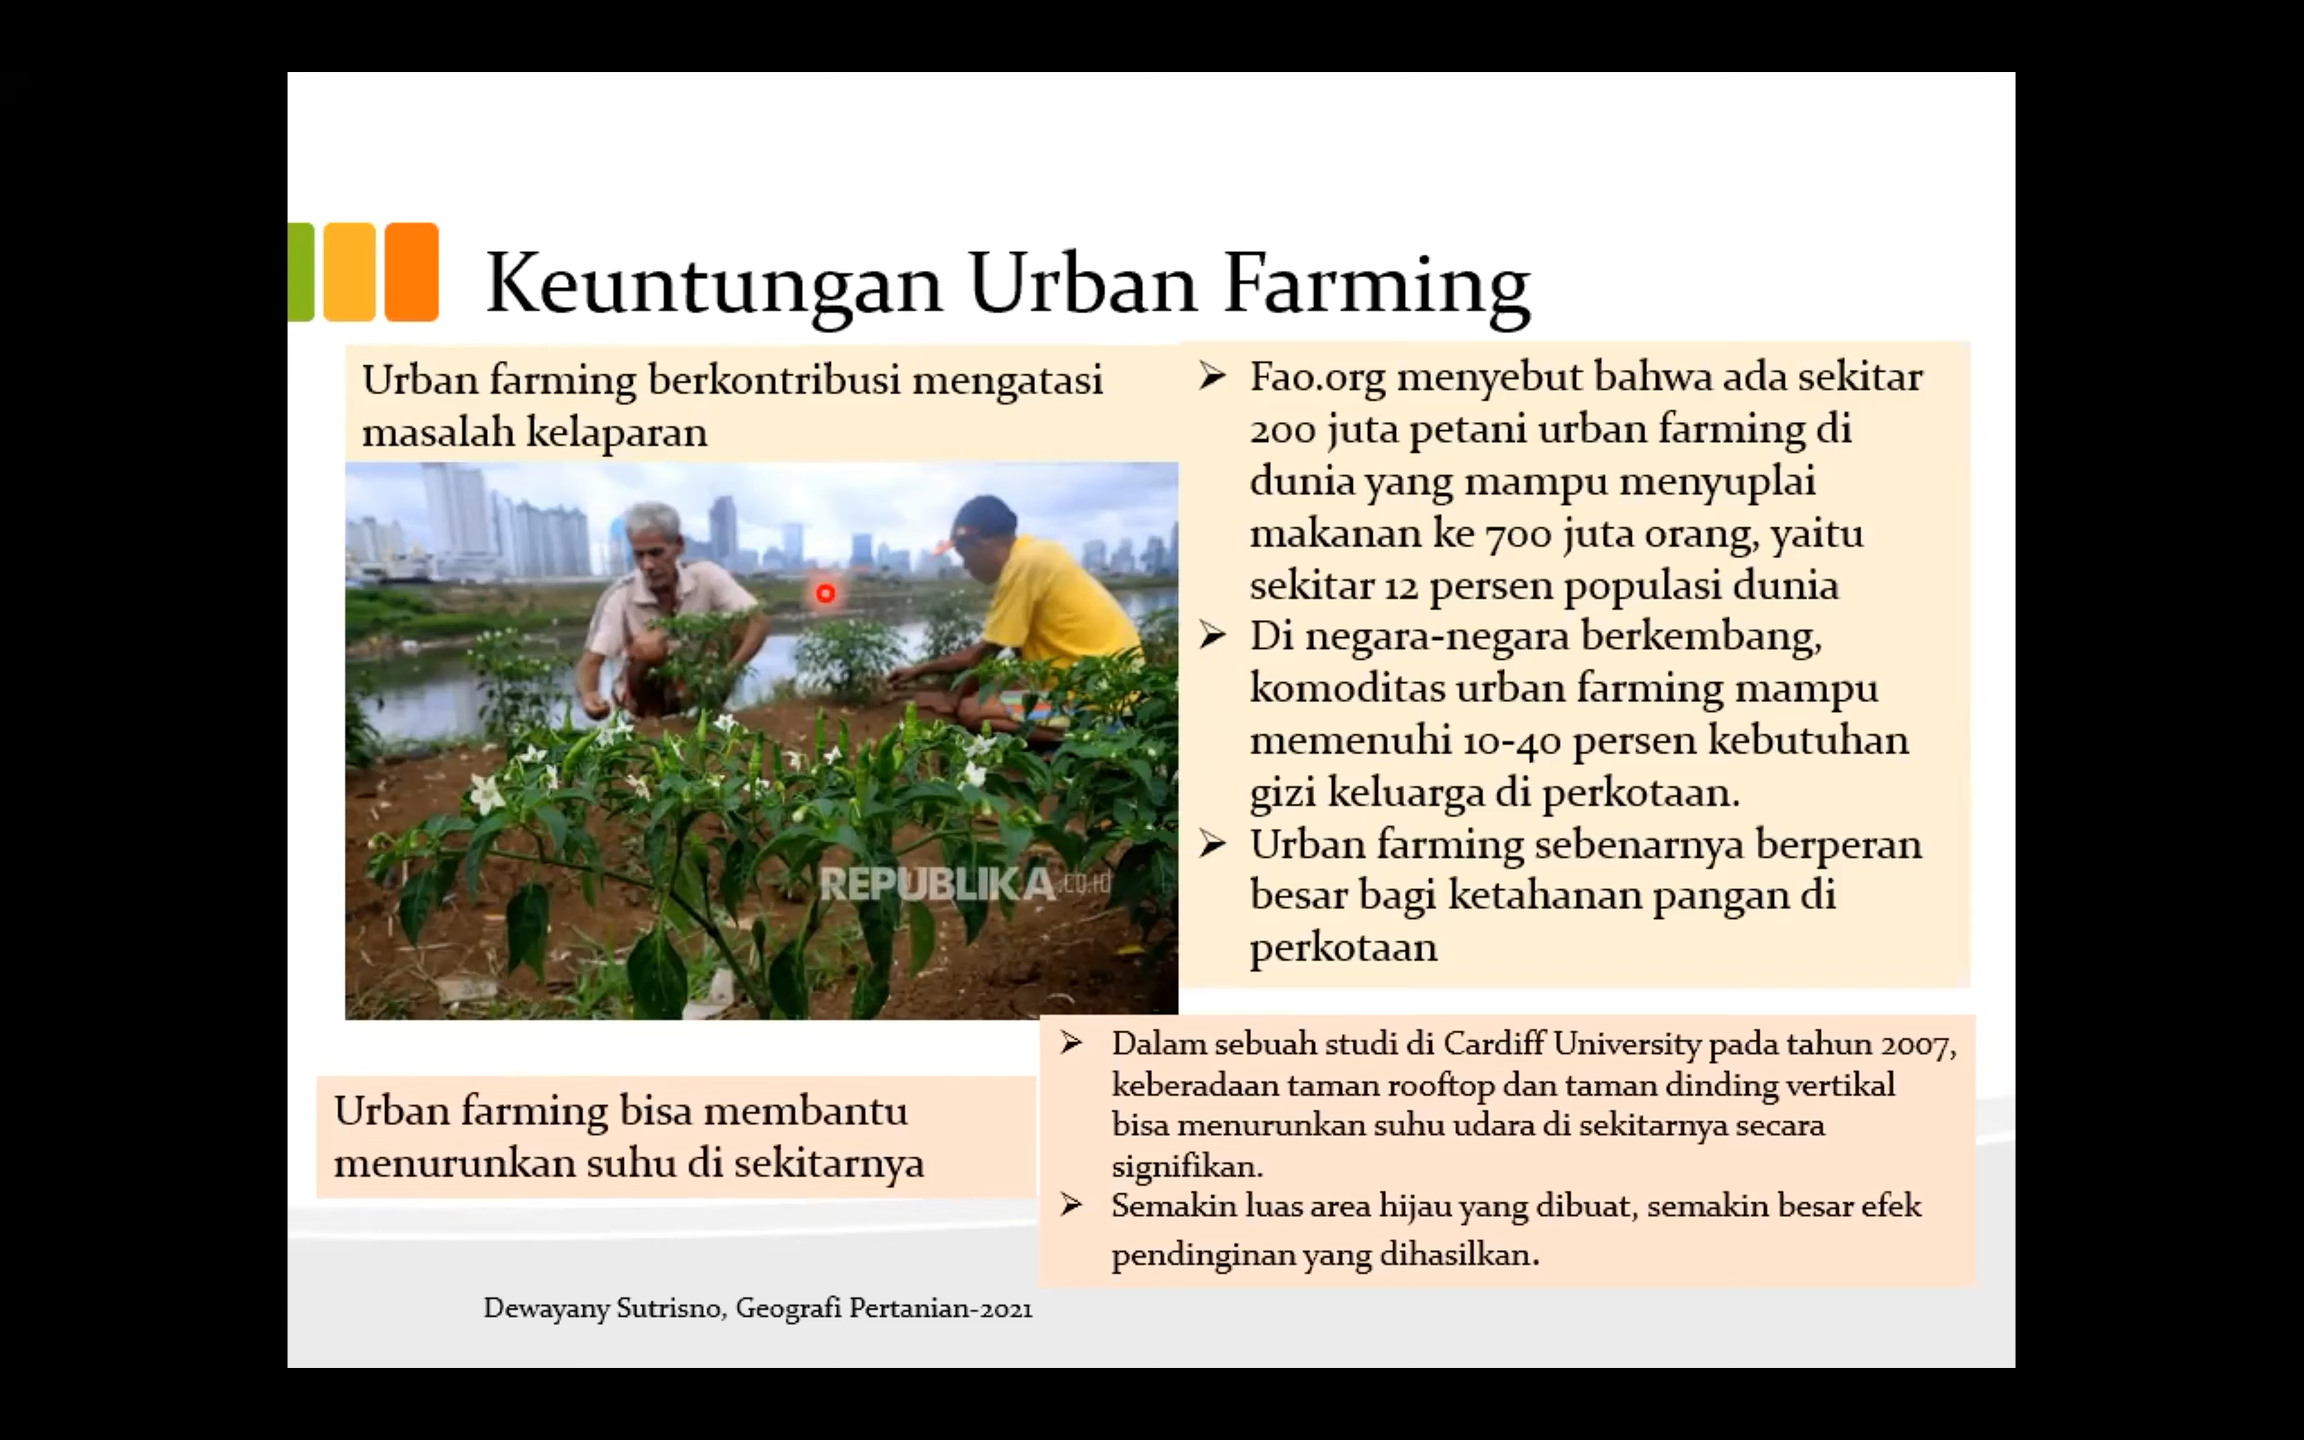 Keuntungan Urban Farming
Urban farming berkontribusi mengatasi
masalah kelaparan
REPUBLIKA.co.id
➢ Fao.org menyebut bahwa ada sekitar
200 juta petani urban farming di
dunia yang mampu menyuplai
makanan ke 700 juta orang, yaitu
sekitar 12 persen populasi dunia
➢ Di negara-negara berkembang,
komoditas urban farming mampu
memenuhi 10-40 persen kebutuhan
gizi keluarga di perkotaan.
➢ Urban farming sebenarnya berperan
besar bagi ketahanan pangan di
perkotaan
Urban farming bisa membantu
menurunkan suhu di sekitarnya
➢ Dalam sebuah studi di Cardiff University pada tahun 2007,
keberadaan taman rooftop dan taman dinding vertikal
bisa menurunkan suhu udara di sekitarnya secara
signifikan.
➢ Semakin luas area hijau yang dibuat, semakin besar efek
pendinginan yang dihasilkan.
Dewayany Sutrisno, Geografi Pertanian-2021